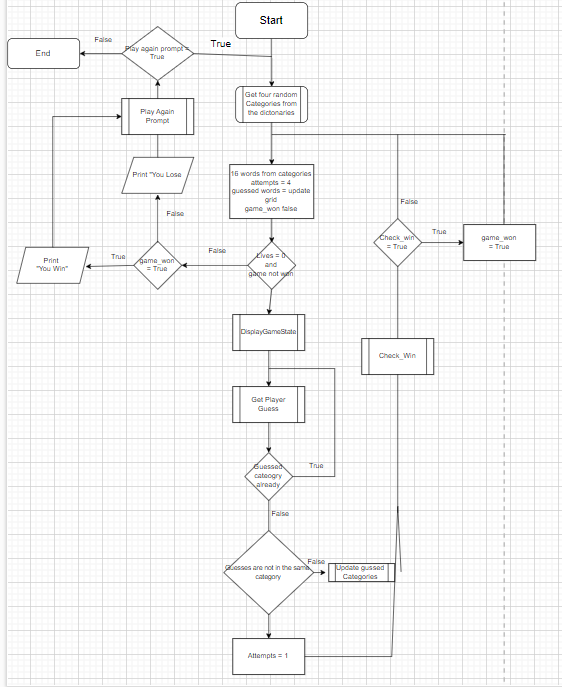 Start
False
Play again prompt =
True
True
End
Get four random
Categories from
the dictonaries
Play Again
Prompt
16 words from categories
attempts = 4
guessed words = update
grid
game_won false
Print "You Lose
False
False
Check_win
= True
True
game_won
= True
Print
"You Win"
True
game_won
= True
False
Lives = 0
and
game not won
DisplayGameState
Check_Win
Get Player
Guess
Guessed
cateogry
already
True
False
Guesses are not in the same
category
False
Update gussed
Categories
Attempts = 1